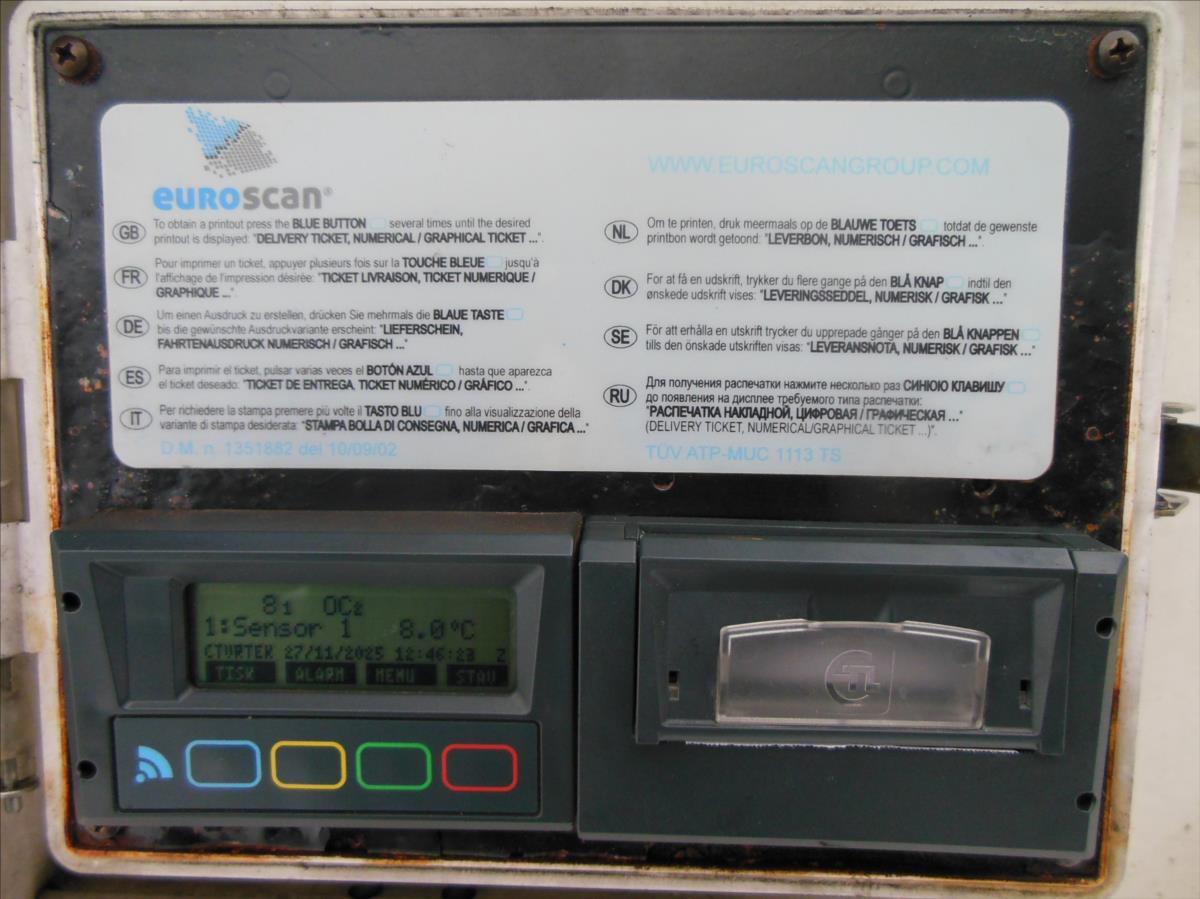 euroscan®
WWW.EUROSCANGROUP.COM
GB
To obtain a printout press the BLUE BUTTON several times until the desired
printout is displayed: "DELIVERY TICKET, NUMERICAL / GRAPHICAL TICKET ...".
FR
Pour imprimer un ticket, appuyer plusieurs fois sur la TOUCHE BLEUE jusqu'à
l'affichage de l'impression désirée: "TICKET LIVRAISON, TICKET NUMERIQUE /
GRAPHIQUE ...".
DE
Um einen Ausdruck zu erstellen, drücken Sie mehrmals die BLAUE TASTE
bis die gewünschte Ausdruckvariante erscheint: "LIEFERSCHEIN,
FAHRTENAUSDRUCK NUMERISCH / GRAFISCH ..."
ES
Para imprimir el ticket, pulsar varias veces el BOTÓN AZUL hasta que aparezca
el ticket deseado: "TICKET DE ENTREGA, TICKET NUMÉRICO / GRÁFICO ...".
IT
Per richiedere la stampa premere più volte il TASTO BLU fino alla visualizzazione della
variante di stampa desiderata: "STAMPA BOLLA DI CONSEGNA, NUMERICA / GRAFICA ..."
D.M. n. 1351882 del 10/09/02
NL
Om te printen, druk meermaals op de BLAUWE TOETS totdat de gewenste
printbon wordt getoond: "LEVERBON, NUMERISCH / GRAFISCH ..."
DK
For at få en udskrift, trykker du flere gange på den BLÅ KNAP indtil den
ønskede udskrift vises: "LEVERINGSSEDDEL, NUMERISK / GRAFISK ..."
SE
För att erhålla en utskrift trycker du upprepade gånger på den BLÅ KNAPPEN
tills den önskade utskriften visas: "LEVERANSNOTA, NUMERISK / GRAFISK ..."
RU
Для получения распечатки нажмите несколько раз СИНЮЮ КЛАВИШУ
до появления на дисплее требуемого типа распечатки:
"РАСПЕЧАТКА НАКЛАДНОЙ, ЦИФРОВАЯ / ГРАФИЧЕСКАЯ ..."
(DELIVERY TICKET, NUMERICAL/GRAPHICAL TICKET ...)".
TÜV ATP-MUC 1113 TS
81 OC2
1:Sensor 1 8.0°C
CTVRTEK 27/11/2025 12:46:23 Z
TISK ALARM MENU STAV